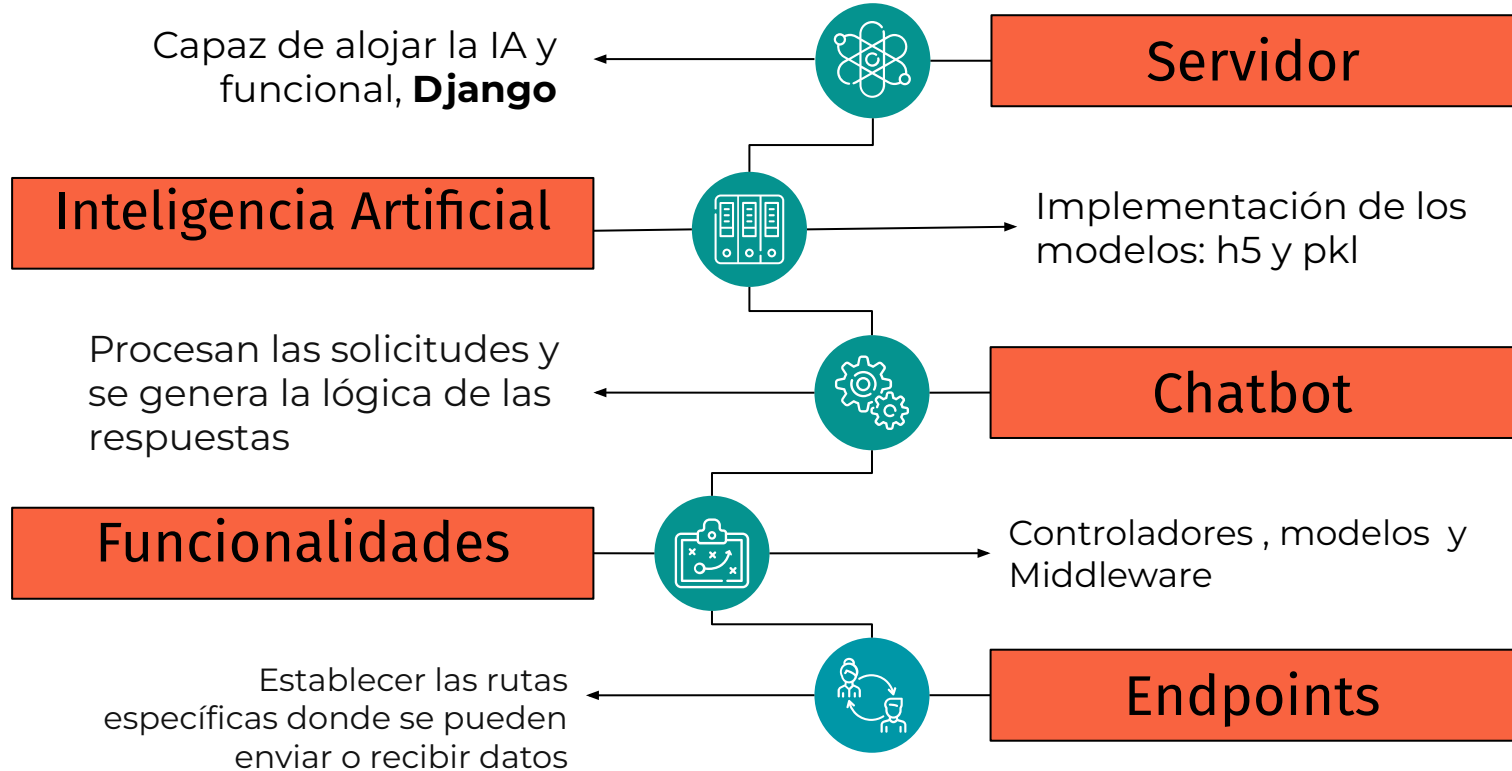 Capaz de alojar la IA y
funcional, Django
Servidor
Inteligencia Artificial
Implementación de los
modelos: h5 y pkl
Procesan las solicitudes y
se genera la lógica de las
respuestas
Chatbot
Funcionalidades
Controladores , modelos y
Middleware
Establecer las rutas
específicas donde se pueden
enviar o recibir datos
Endpoints